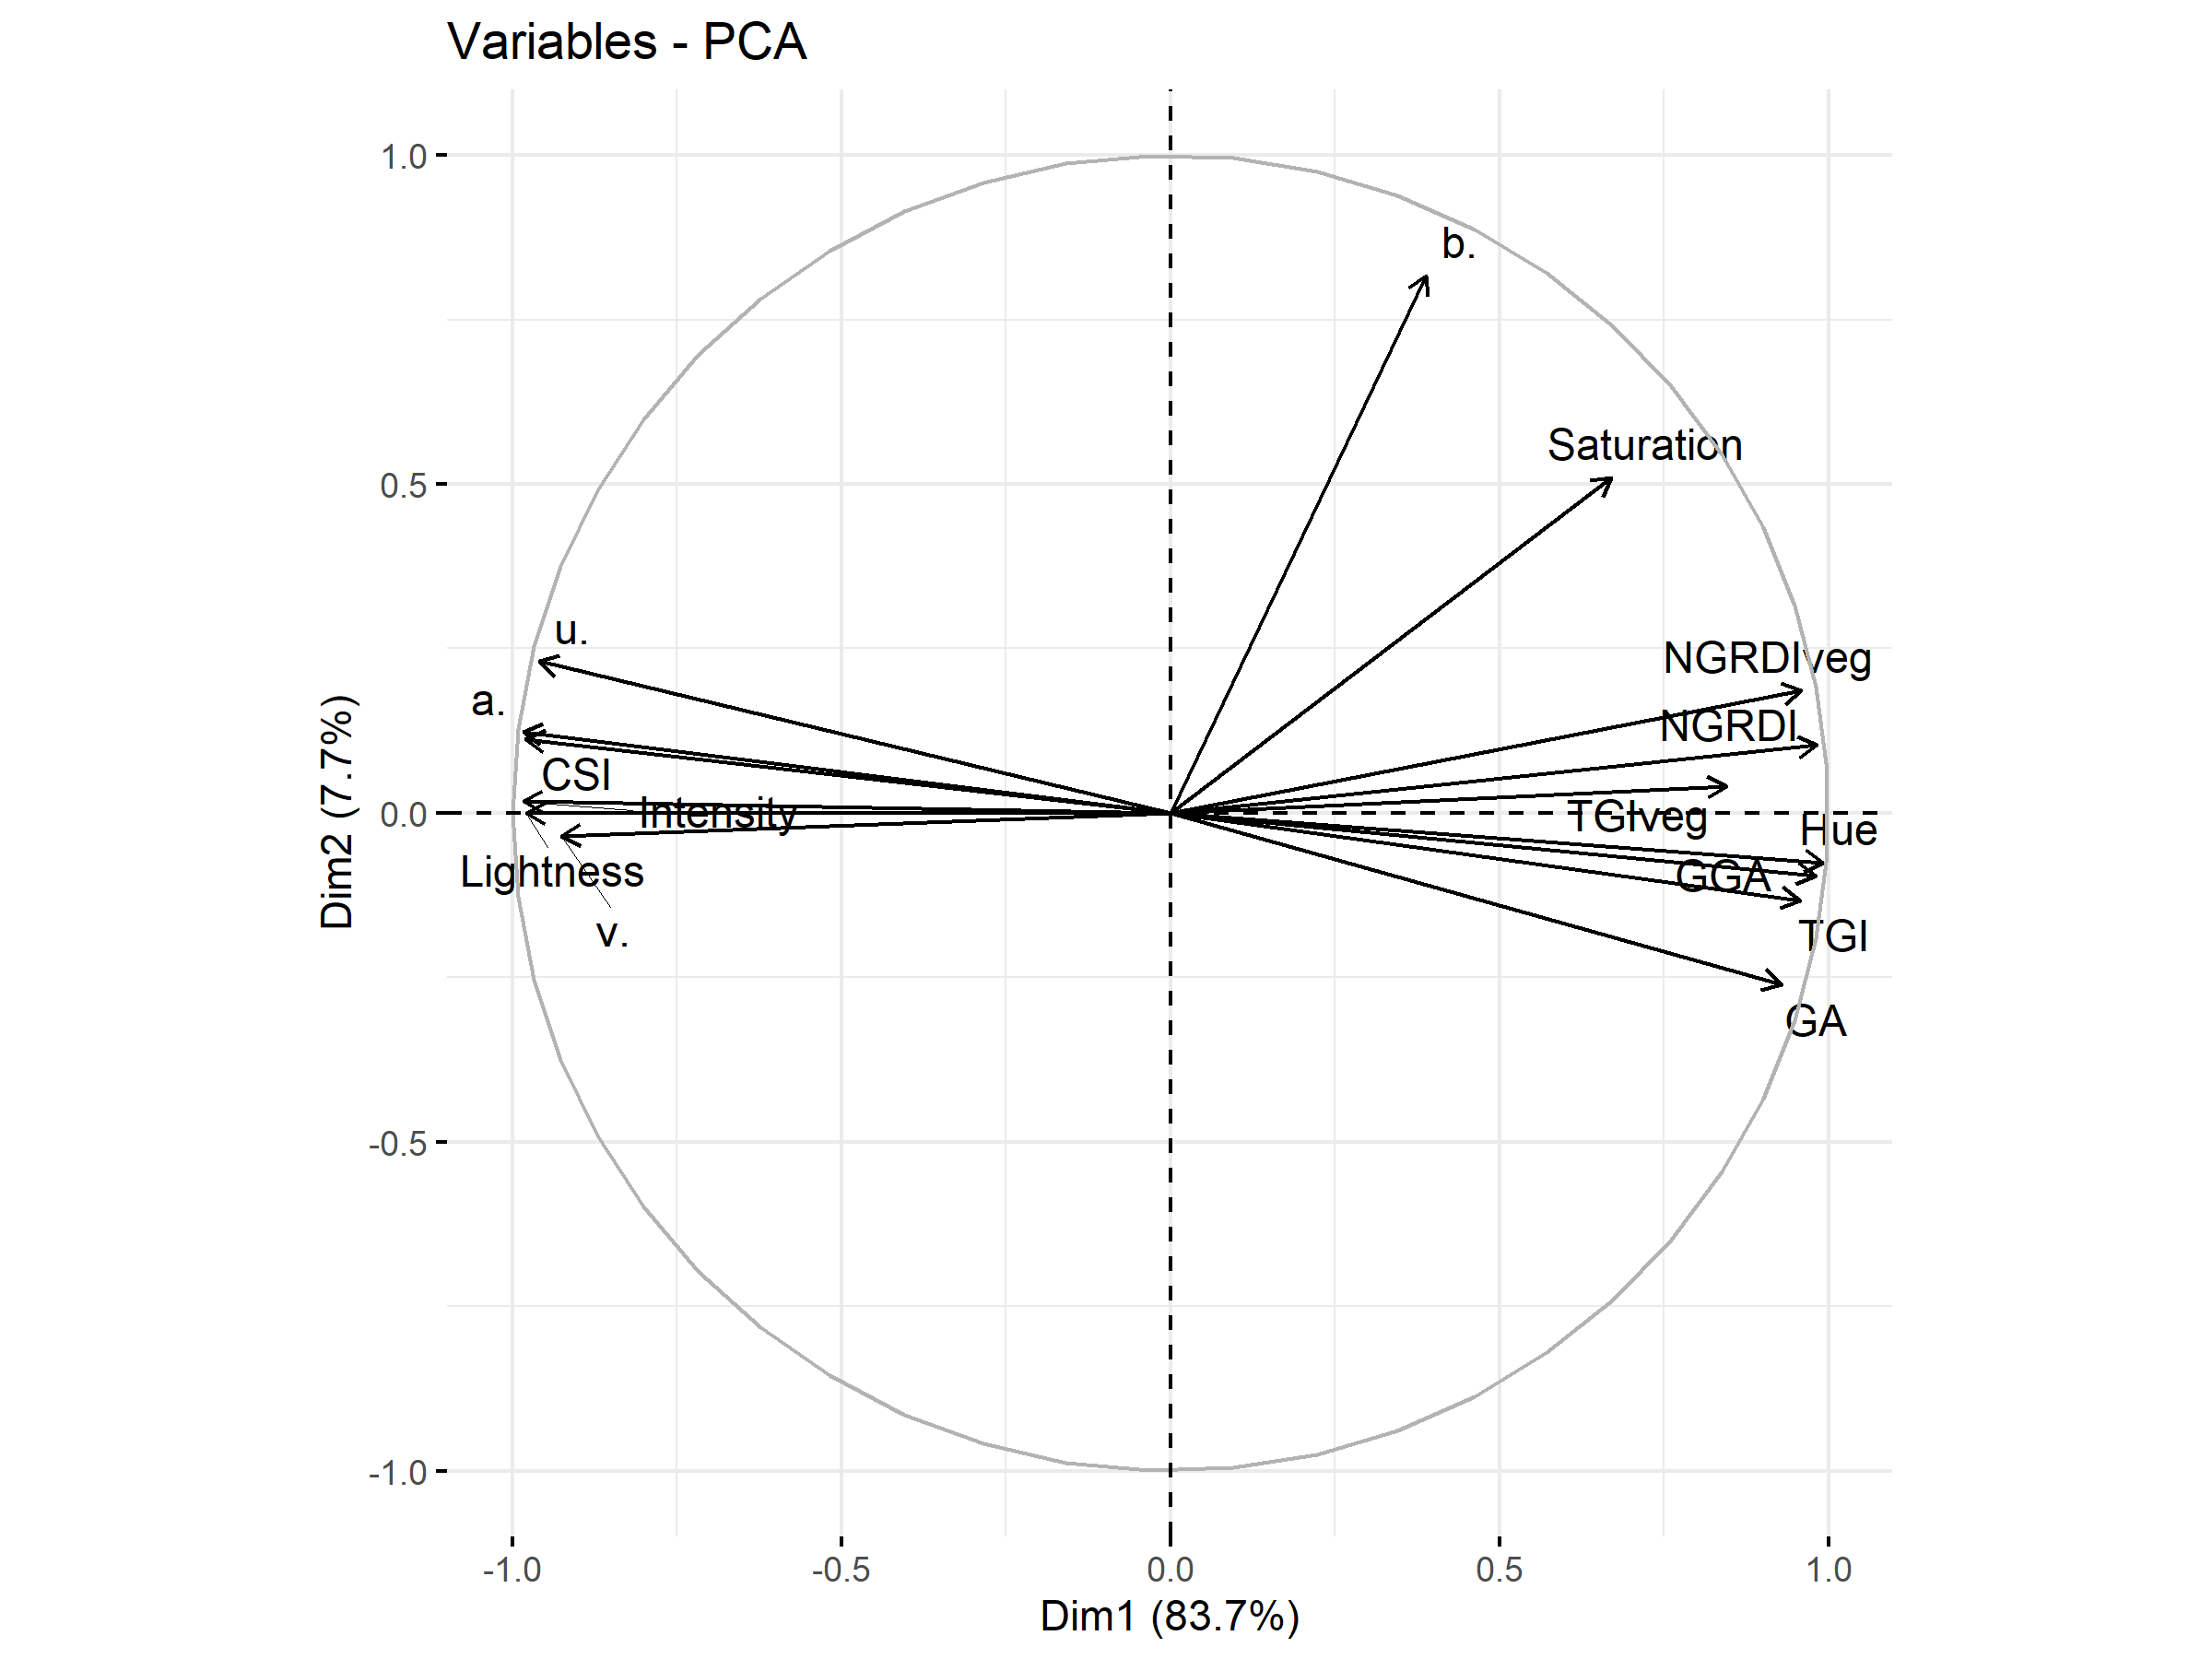 Variables - PCA
1.0
0.5
0.0
-0.5
-1.0
Dim2 (7.7%)
b.
Saturation
u.
NGRDIveg
a.
NGRDI
CSI
Intensity
TGIveg
Hue
Lightness
GGA
v.
TGI
GA
-1.0
-0.5
0.0
0.5
1.0
Dim1 (83.7%)